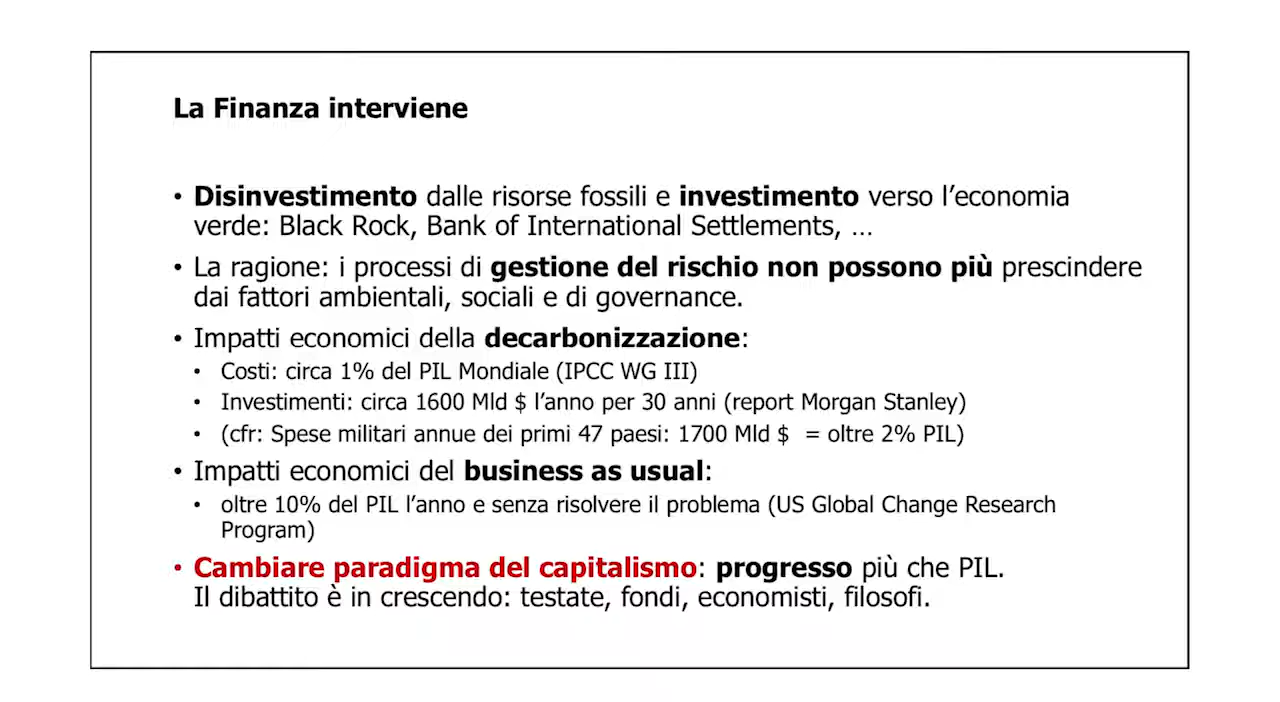 La Finanza interviene
• Disinvestimento dalle risorse fossili e investimento verso l’economia
verde: Black Rock, Bank of International Settlements, …
• La ragione: i processi di gestione del rischio non possono più prescindere
dai fattori ambientali, sociali e di governance.
• Impatti economici della decarbonizzazione:
• Costi: circa 1% del PIL Mondiale (IPCC WG III)
• Investimenti: circa 1600 Mld $ l’anno per 30 anni (report Morgan Stanley)
• (cfr: Spese militari annue dei primi 47 paesi: 1700 Mld $ = oltre 2% PIL)
• Impatti economici del business as usual:
• oltre 10% del PIL l’anno e senza risolvere il problema (US Global Change Research
Program)
• Cambiare paradigma del capitalismo: progresso più che PIL.
Il dibattito è in crescendo: testate, fondi, economisti, filosofi.